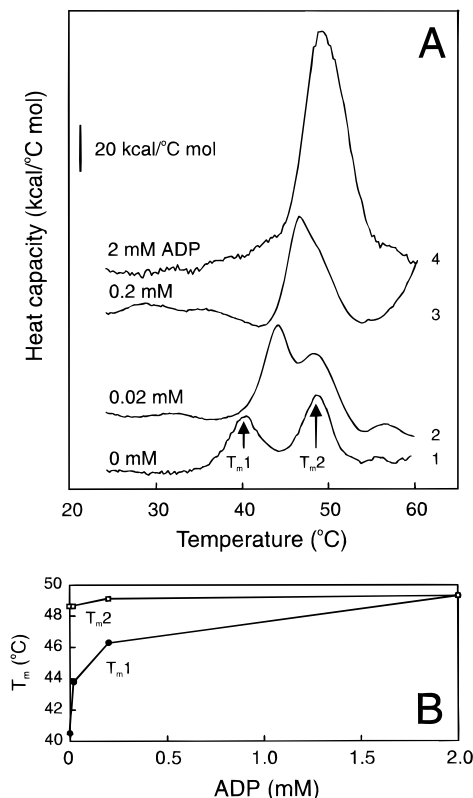 A
Heat capacity (kcal/°C mol)
20 kcal/°C mol
2 mM ADP
4
0.2 mM
3
0.02 mM
2
0 mM
Tm1
Tm2
1
20
30
40
50
60
Temperature (°C)
50
48
46
44
42
40
Tm (°C)
Tm2
Tm1
B
0
0.5
1.0
1.5
2.0
ADP (mM)